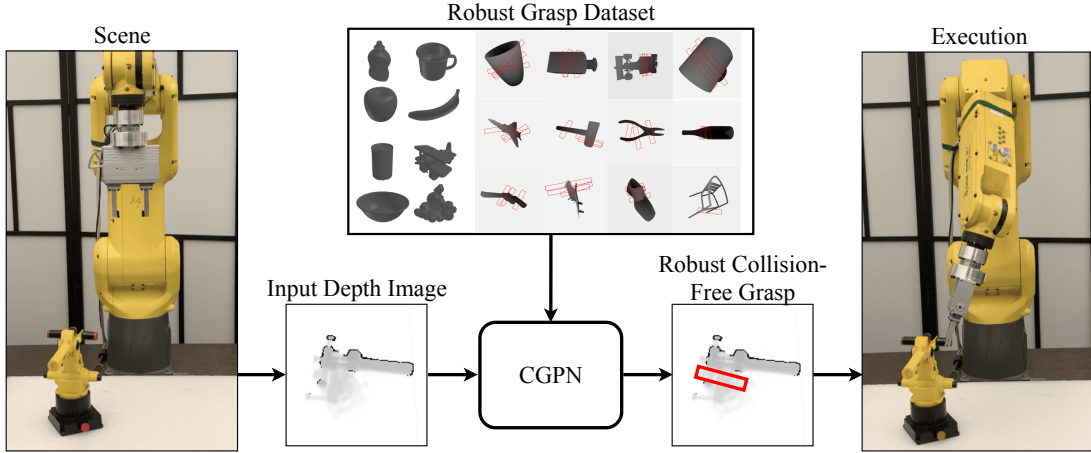 Robust Grasp Dataset
Scene
Execution
Input Depth Image
Robust Collision-
Free Grasp
CGPN